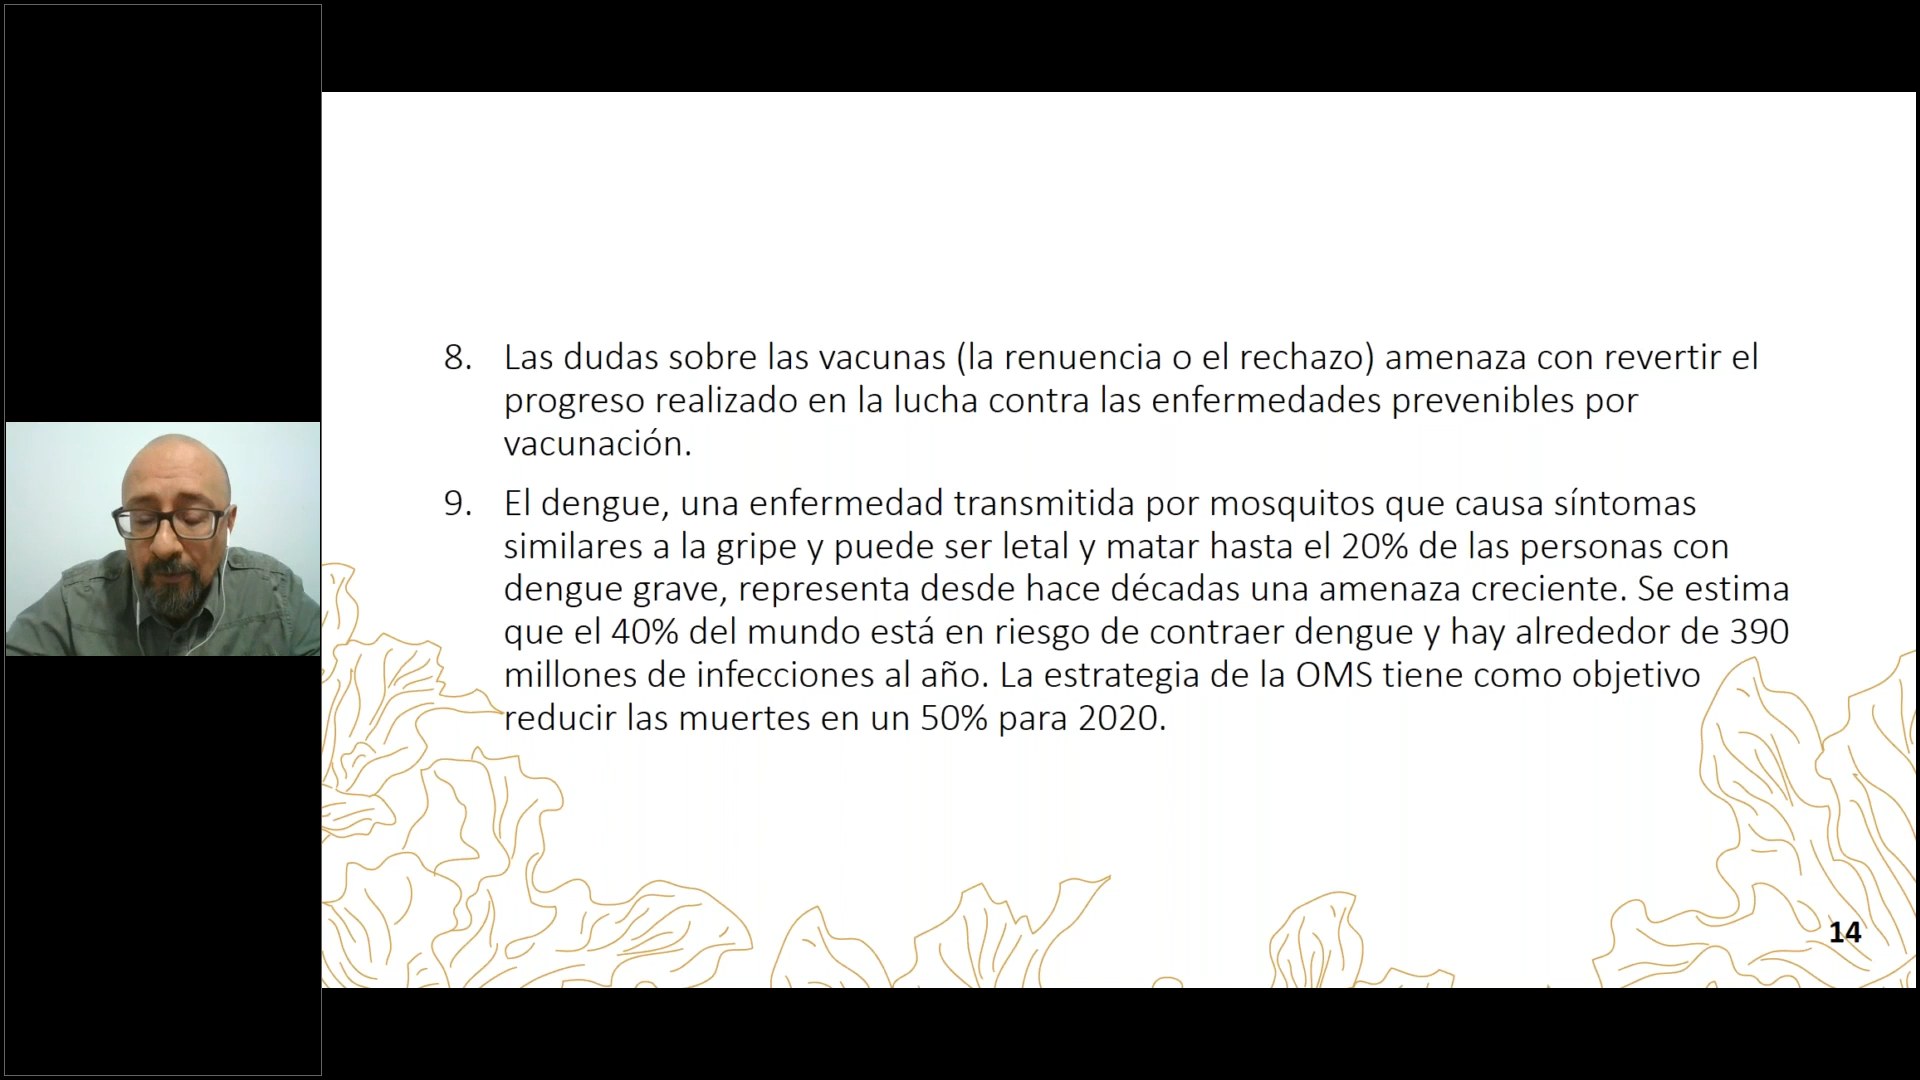 8. Las dudas sobre las vacunas (la renuencia o el rechazo) amenaza con revertir el
progreso realizado en la lucha contra las enfermedades prevenibles por
vacunación.
9. El dengue, una enfermedad transmitida por mosquitos que causa síntomas
similares a la gripe y puede ser letal y matar hasta el 20% de las personas con
dengue grave, representa desde hace décadas una amenaza creciente. Se estima
que el 40% del mundo está en riesgo de contraer dengue y hay alrededor de 390
millones de infecciones al año. La estrategia de la OMS tiene como objetivo
reducir las muertes en un 50% para 2020.
14